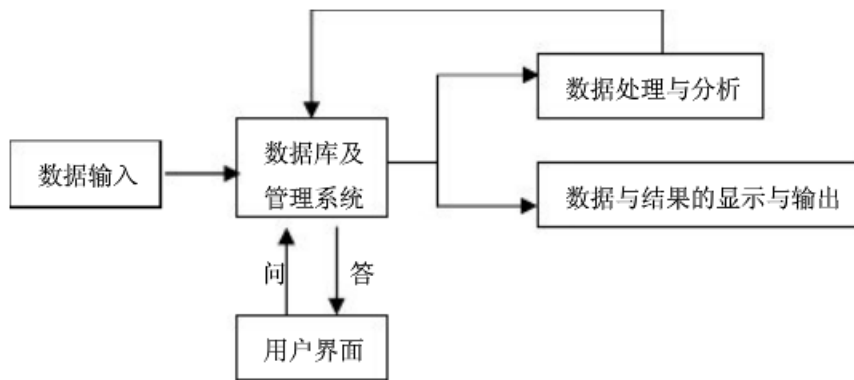 数据处理与分析
数据库及
管理系统
数据输入
数据与结果的显示与输出
问
答
用户界面